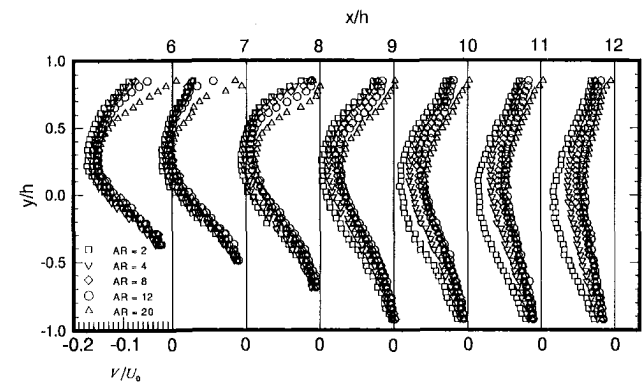 x/h
6 7 8 9 10 11 12
1.0
0.5
y/h
0.0
-0.5
-1.0
AR = 2
AR = 4
AR = 8
AR = 12
AR = 20
-0.2 -0.1 0 0 0 0 0 0 0
V/U₀